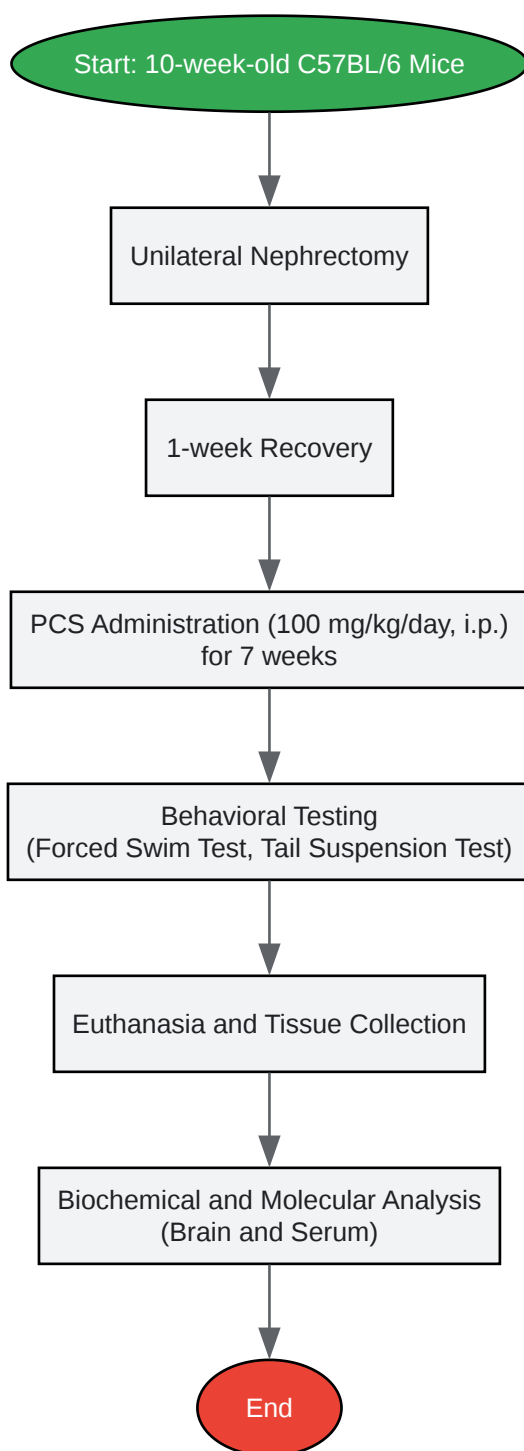 Start: 10-week-old C57BL/6 Mice
Unilateral Nephrectomy
1-week Recovery
PCS Administration (100 mg/kg/day, i.p.)
for 7 weeks
Behavioral Testing
(Forced Swim Test, Tail Suspension Test)
Euthanasia and Tissue Collection
Biochemical and Molecular Analysis
(Brain and Serum)
End